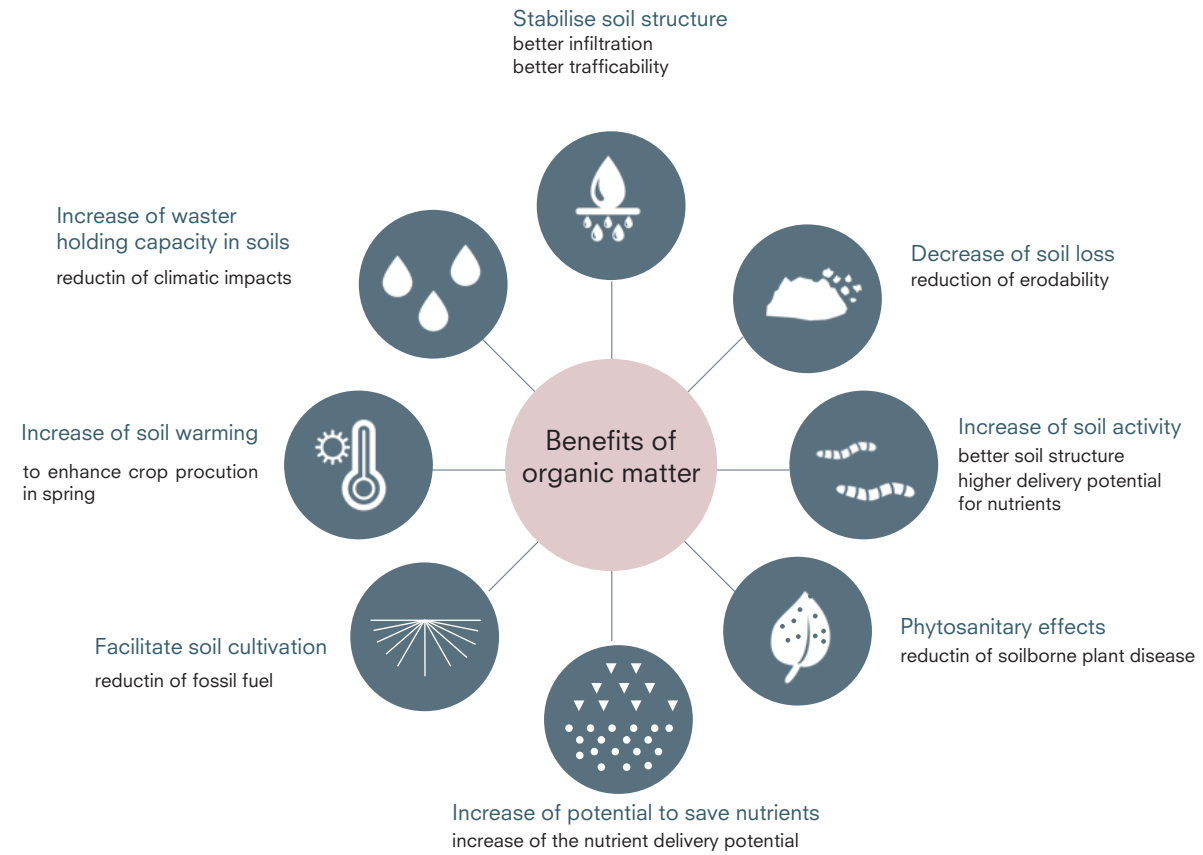 Stabilise soil structure
better infiltration
better trafficability
Increase of waster
holding capacity in soils
reductin of climatic impacts
Decrease of soil loss
reduction of erodability
Increase of soil warming
to enhance crop procution
in spring
Benefits of
organic matter
Increase of soil activity
better soil structure
higher delivery potential
for nutrients
Facilitate soil cultivation
reductin of fossil fuel
Phytosanitary effects
reductin of soilborne plant disease
Increase of potential to save nutrients
increase of the nutrient delivery potential